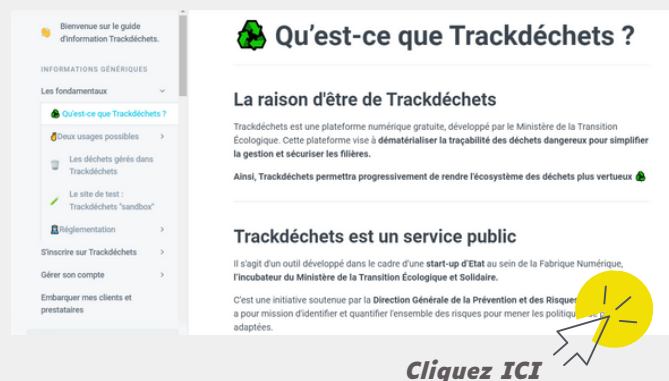 Bienvenue sur le guide
d'information Trackdéchets.
INFORMATIONS GÉNÉRIQUES
Les fondamentaux
Qu'est-ce que Trackdéchets ?
Deux usages possibles
Les déchets gérés dans
Trackdéchets
Le site de test :
Trackdéchets "sandbox"
Réglementation
S'inscrire sur Trackdéchets
Gérer son compte
Embarquer mes clients et
prestataires
Qu'est-ce que Trackdéchets ?
La raison d'être de Trackdéchets
Trackdéchets est une plateforme numérique gratuite, développé par le Ministère de la Transition
Écologique. Cette plateforme vise à dématérialiser la traçabilité des déchets dangereux pour simplifier
la gestion et sécuriser les filières.
Ainsi, Trackdéchets permettra progressivement de rendre l'écosystème des déchets plus vertueux
Trackdéchets est un service public
Il s'agit d'un outil développé dans le cadre d'une start-up d'Etat au sein de la Fabrique Numérique,
l'incubateur du Ministère de la Transition Écologique et Solidaire.
C'est une initiative soutenue par la Direction Générale de la Prévention et des Risques
a pour mission d'identifier et quantifier l'ensemble des risques pour mener les
adaptées.
Cliquez ICI